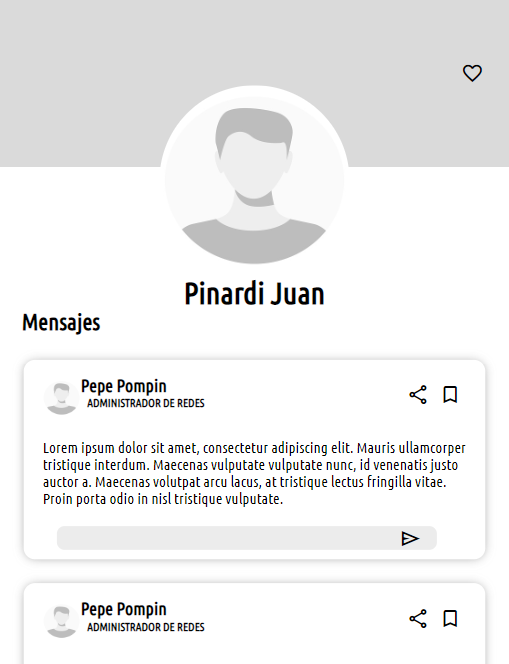 Pinardi Juan
Mensajes
Pepe Pompin
ADMINISTRADOR DE REDES
Lorem ipsum dolor sit amet, consectetur adipiscing elit. Mauris ullamcorper
tristique interdum. Maecenas vulputate vulputate nunc, id venenatis justo
auctor a. Maecenas volutpat arcu lacus, at tristique lectus fringilla vitae.
Proin porta odio in nisl tristique vulputate.
Pepe Pompin
ADMINISTRADOR DE REDES